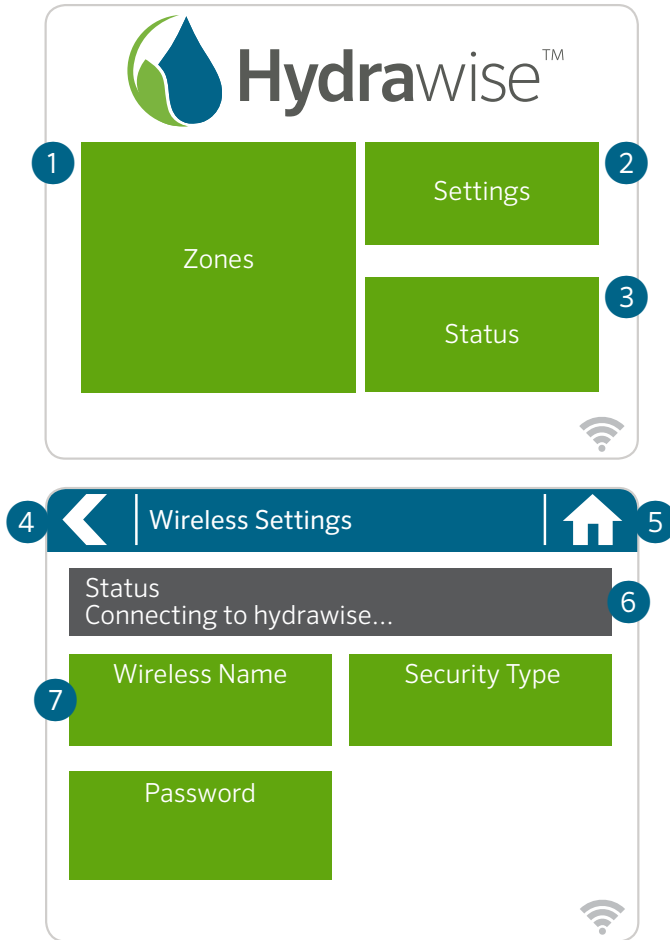 Hydrawise™
1
2
Settings
Zones
3
Status
4
Wireless Settings
5
Status
Connecting to hydrawise...
6
7
Wireless Name
Security Type
Password